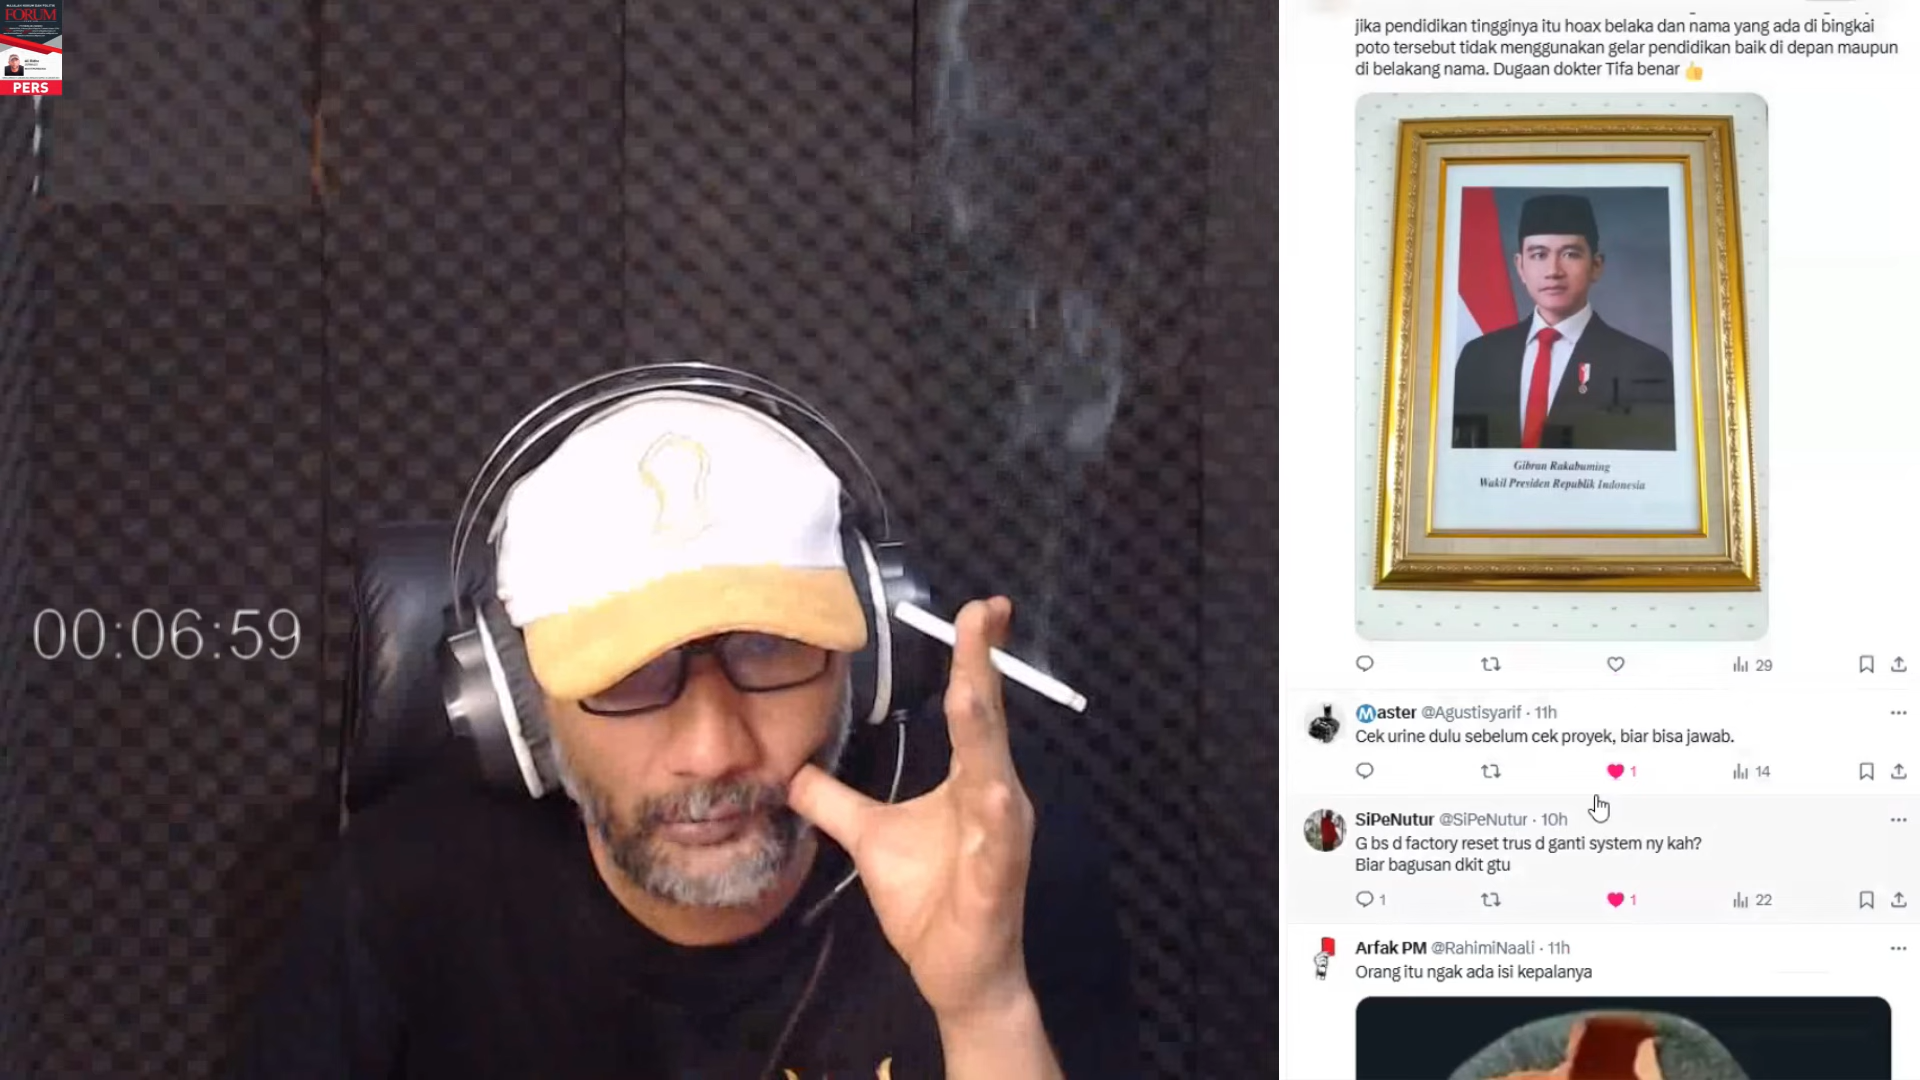 FORUM
PERS
00:06:59
jika pendidikan tingginya itu hoax belaka dan nama yang ada di bingkai
poto tersebut tidak menggunakan gelar pendidikan baik di depan maupun
di belakang nama. Dugaan dokter Tifa benar 👍
Gibran Rakabuming
Wakil Presiden Republik Indonesia
29
Master @Agustisyarif · 11h
Cek urine dulu sebelum cek proyek, biar bisa jawab.
1 14
SiPeNutur @SiPeNutur · 10h
G bs d factory reset trus d ganti system ny kah?
Biar bagusan dkit gtu
1 1 22
Arfak PM @RahimiNaali · 11h
Orang itu ngak ada isi kepalanya